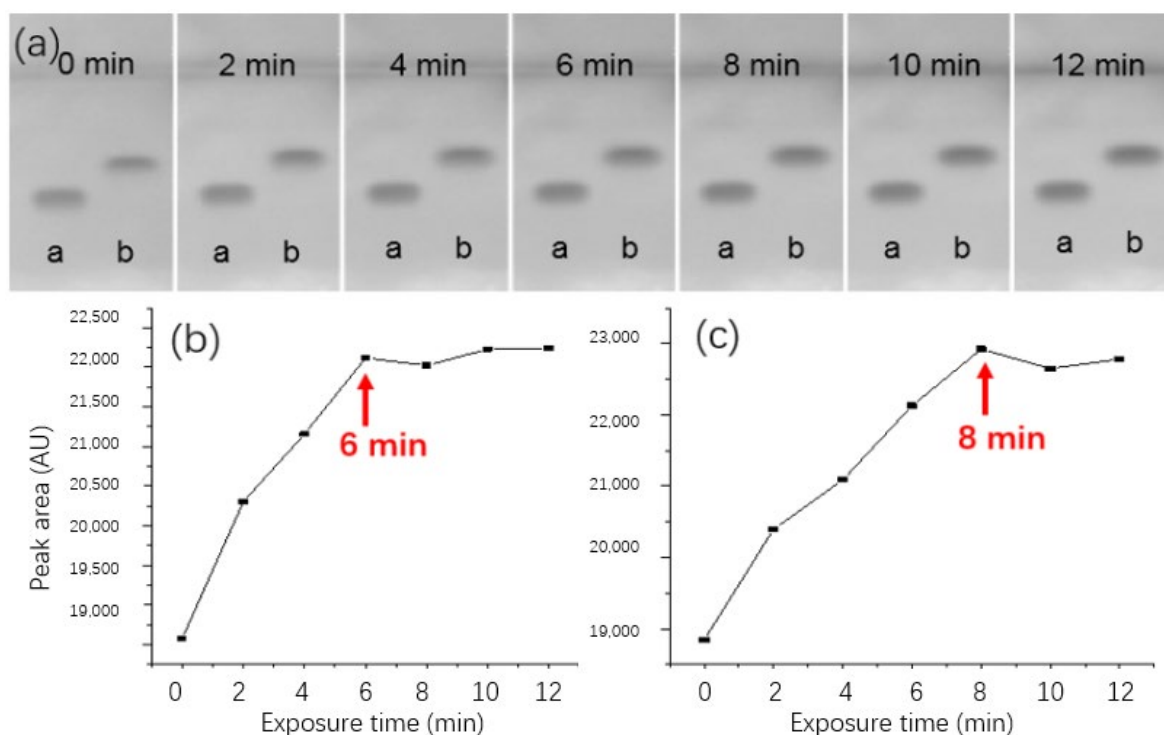 (a)
0 min 2 min 4 min 6 min 8 min 10 min 12 min
a b a b a b a b a b a b a b
(b)
22,500
22,000
21,500
21,000
20,500
20,000
19,500
19,000
Peak area (AU)
6 min
0 2 4 6 8 10 12
Exposure time (min)
(c)
23,000
22,000
21,000
20,000
19,000
8 min
0 2 4 6 8 10 12
Exposure time (min)